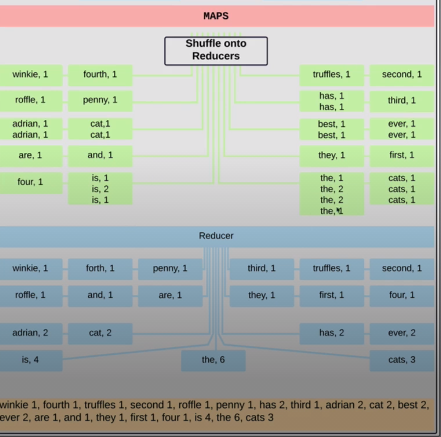 MAPS
Shuffle onto
Reducers
winkie, 1
fourth, 1
truffles, 1
second, 1
roffle, 1
penny, 1
has, 1
has, 1
third, 1
adrian, 1
adrian, 1
cat,1
cat,1
best, 1
best, 1
ever, 1
ever, 1
are, 1
and, 1
they, 1
first, 1
four, 1
is, 1
is, 2
is, 1
the, 1
the, 2
the, 2
the, 1
cats, 1
cats, 1
cats, 1
Reducer
winkie, 1
forth, 1
penny, 1
third, 1
truffles, 1
second, 1
roffle, 1
and, 1
are, 1
they, 1
first, 1
four, 1
adrian, 2
cat, 2
has, 2
ever, 2
is, 4
the, 6
cats, 3
winkie 1, fourth 1, truffles 1, second 1, roffle 1, penny 1, has 2, third 1, adrian 2, cat 2, best 2,
ever 2, are 1, and 1, they 1, first 1, four 1, is 4, the 6, cats 3